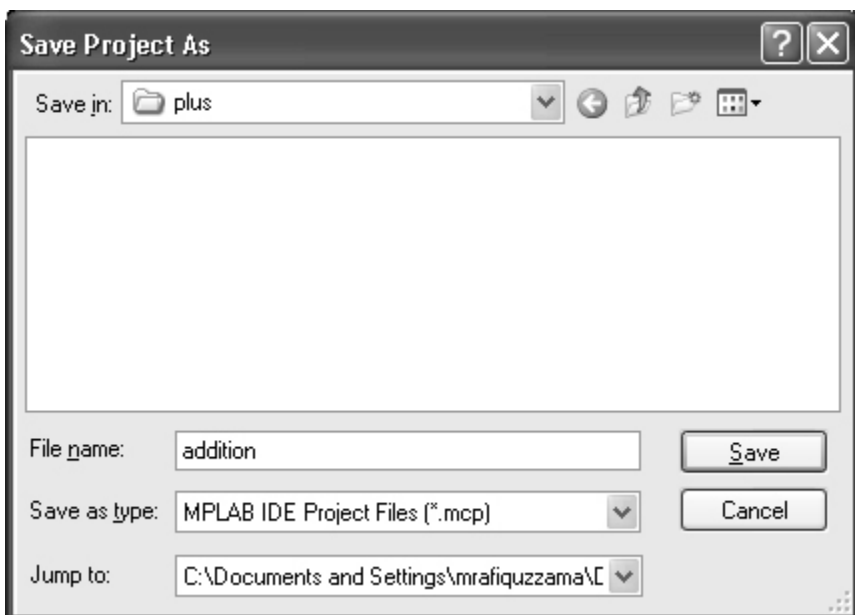 Save Project As
Save in: plus
File name: addition
Save
Save as type: MPLAB IDE Project Files (*.mcp)
Cancel
Jump to: C:\Documents and Settings\mrafiquzzama\D